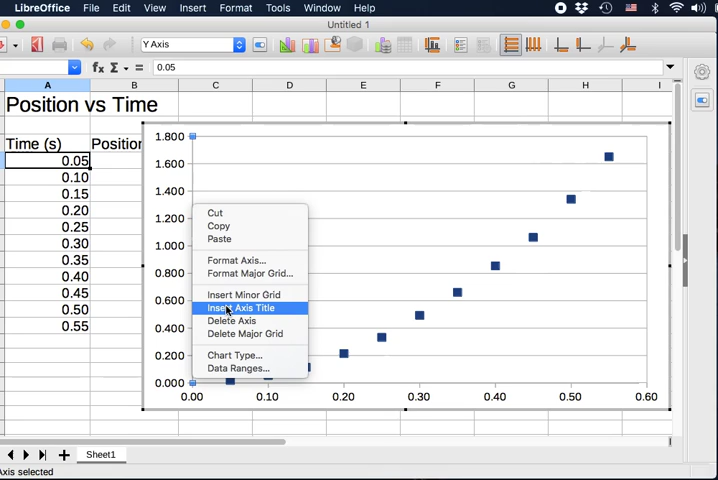 LibreOffice File Edit View Insert Format Tools Window Help
Untitled 1
Y Axis
fx Σ = 0.05
A B C D E F G H I
Position vs Time
Time (s) Position
0.05
0.10
0.15
0.20
0.25
0.30
0.35
0.40
0.45
0.50
0.55
1.800
1.600
1.400
1.200
1.000
0.800
0.600
0.400
0.200
0.000
0.00 0.10 0.20 0.30 0.40 0.50 0.60
Cut
Copy
Paste
Format Axis...
Format Major Grid...
Insert Minor Grid
Insert Axis Title
Delete Axis
Delete Major Grid
Chart Type...
Data Ranges...
Sheet1
Axis selected